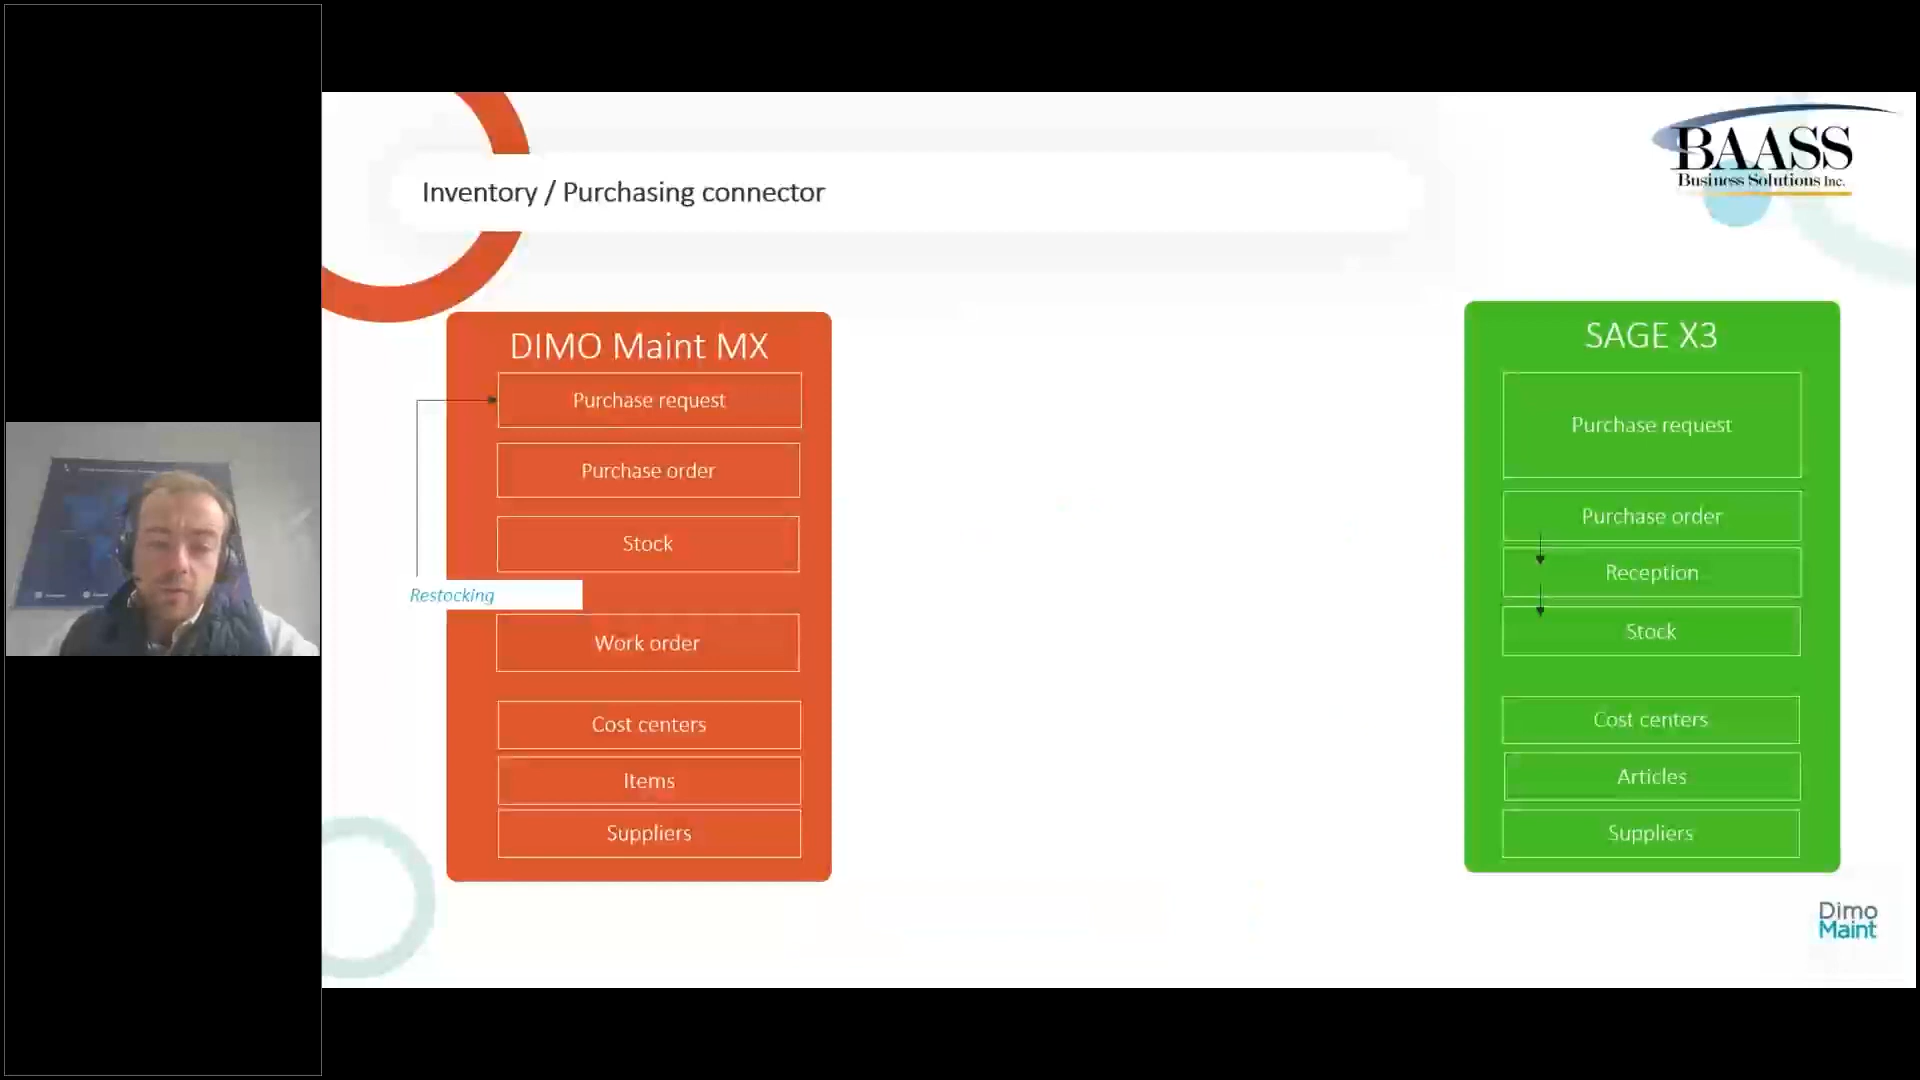 BAASS
Business Solutions Inc.
Inventory / Purchasing connector
DIMO Maint MX
Purchase request
Purchase order
Stock
Restocking
Work order
Cost centers
Items
Suppliers
SAGE X3
Purchase request
Purchase order
Reception
Stock
Cost centers
Articles
Suppliers
Dimo
Maint